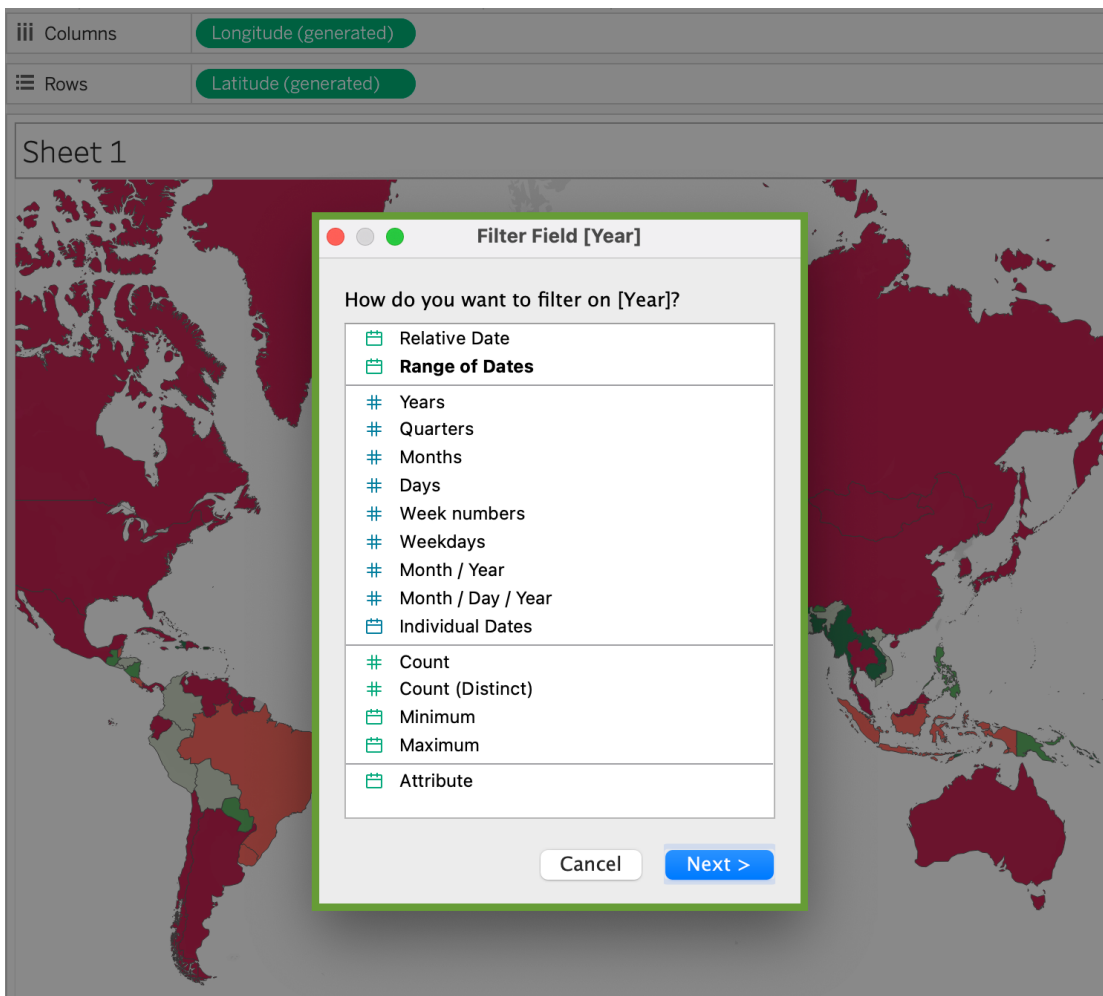 Columns
Longitude (generated)
Rows
Latitude (generated)
Sheet 1
Filter Field [Year]
How do you want to filter on [Year]?
Relative Date
Range of Dates
Years
Quarters
Months
Days
Week numbers
Weekdays
Month / Year
Month / Day / Year
Individual Dates
Count
Count (Distinct)
Minimum
Maximum
Attribute
Cancel
Next >